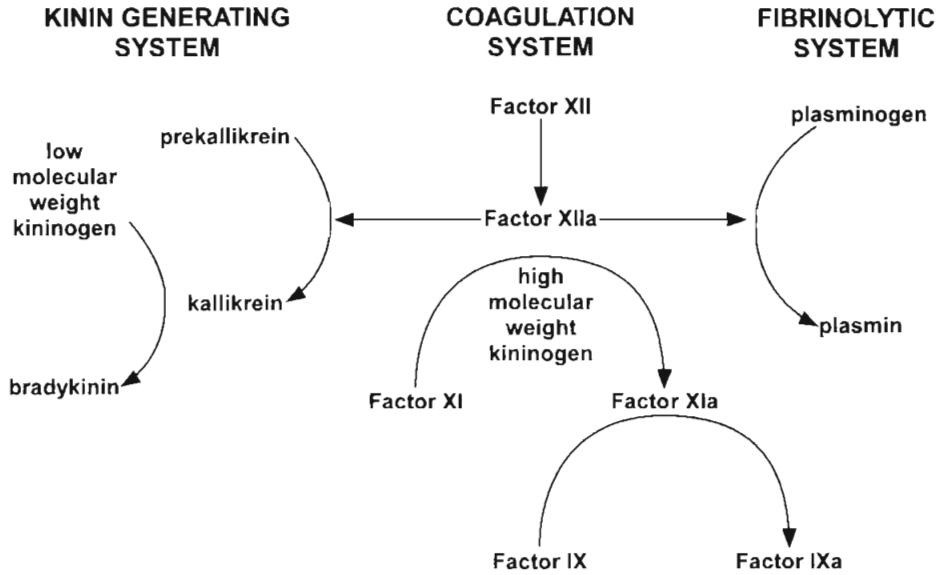 KININ GENERATING
SYSTEM
COAGULATION
SYSTEM
FIBRINOLYTIC
SYSTEM
Factor XII
plasminogen
prekallikrein
low
molecular
weight
kininogen
Factor XIIa
high
molecular
weight
kininogen
kallikrein
plasmin
bradykinin
Factor XI
Factor XIa
Factor IX
Factor IXa